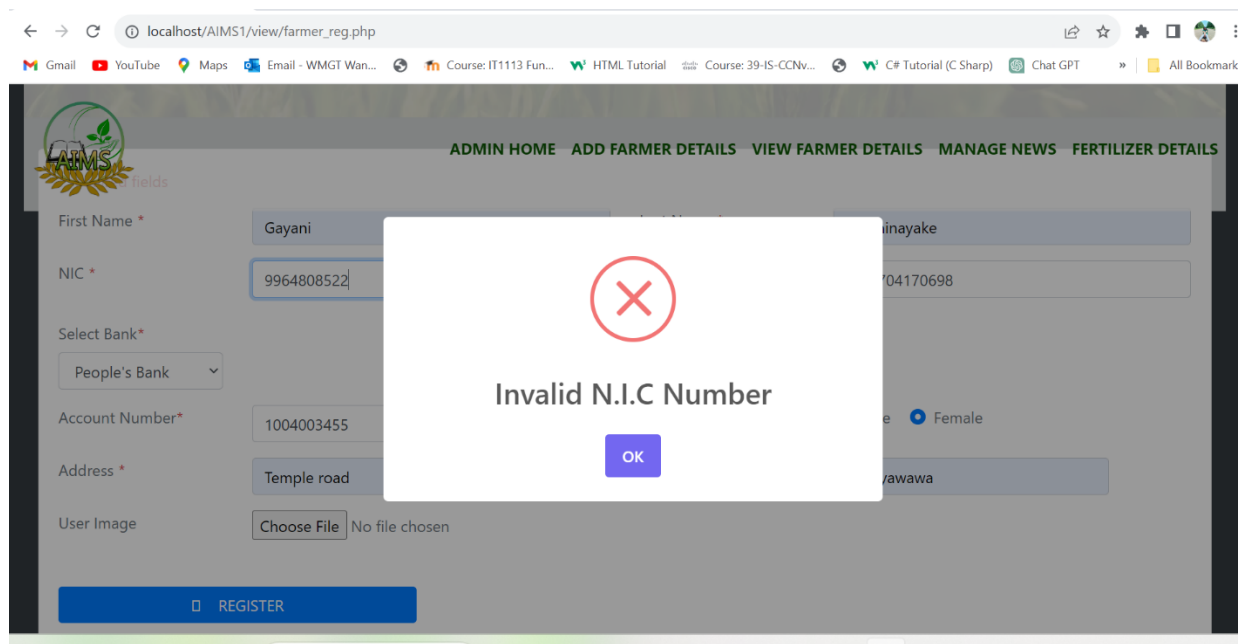 localhost/AIMS1/view/farmer_reg.php
Gmail YouTube Maps Email - WMGT Wan... Course: IT1113 Fun... HTML Tutorial Course: 39-IS-CCNv... C# Tutorial (C Sharp) Chat GPT » All Bookmark
AIMS
ADMIN HOME ADD FARMER DETAILS VIEW FARMER DETAILS MANAGE NEWS FERTILIZER DETAILS
fields
First Name * Gayani inayake
NIC * 9964808522 704170698
Select Bank*
People's Bank
Invalid N.I.C Number
Account Number* 1004003455 e Female
OK
Address * Temple road yawawa
User Image Choose File No file chosen
REGISTER